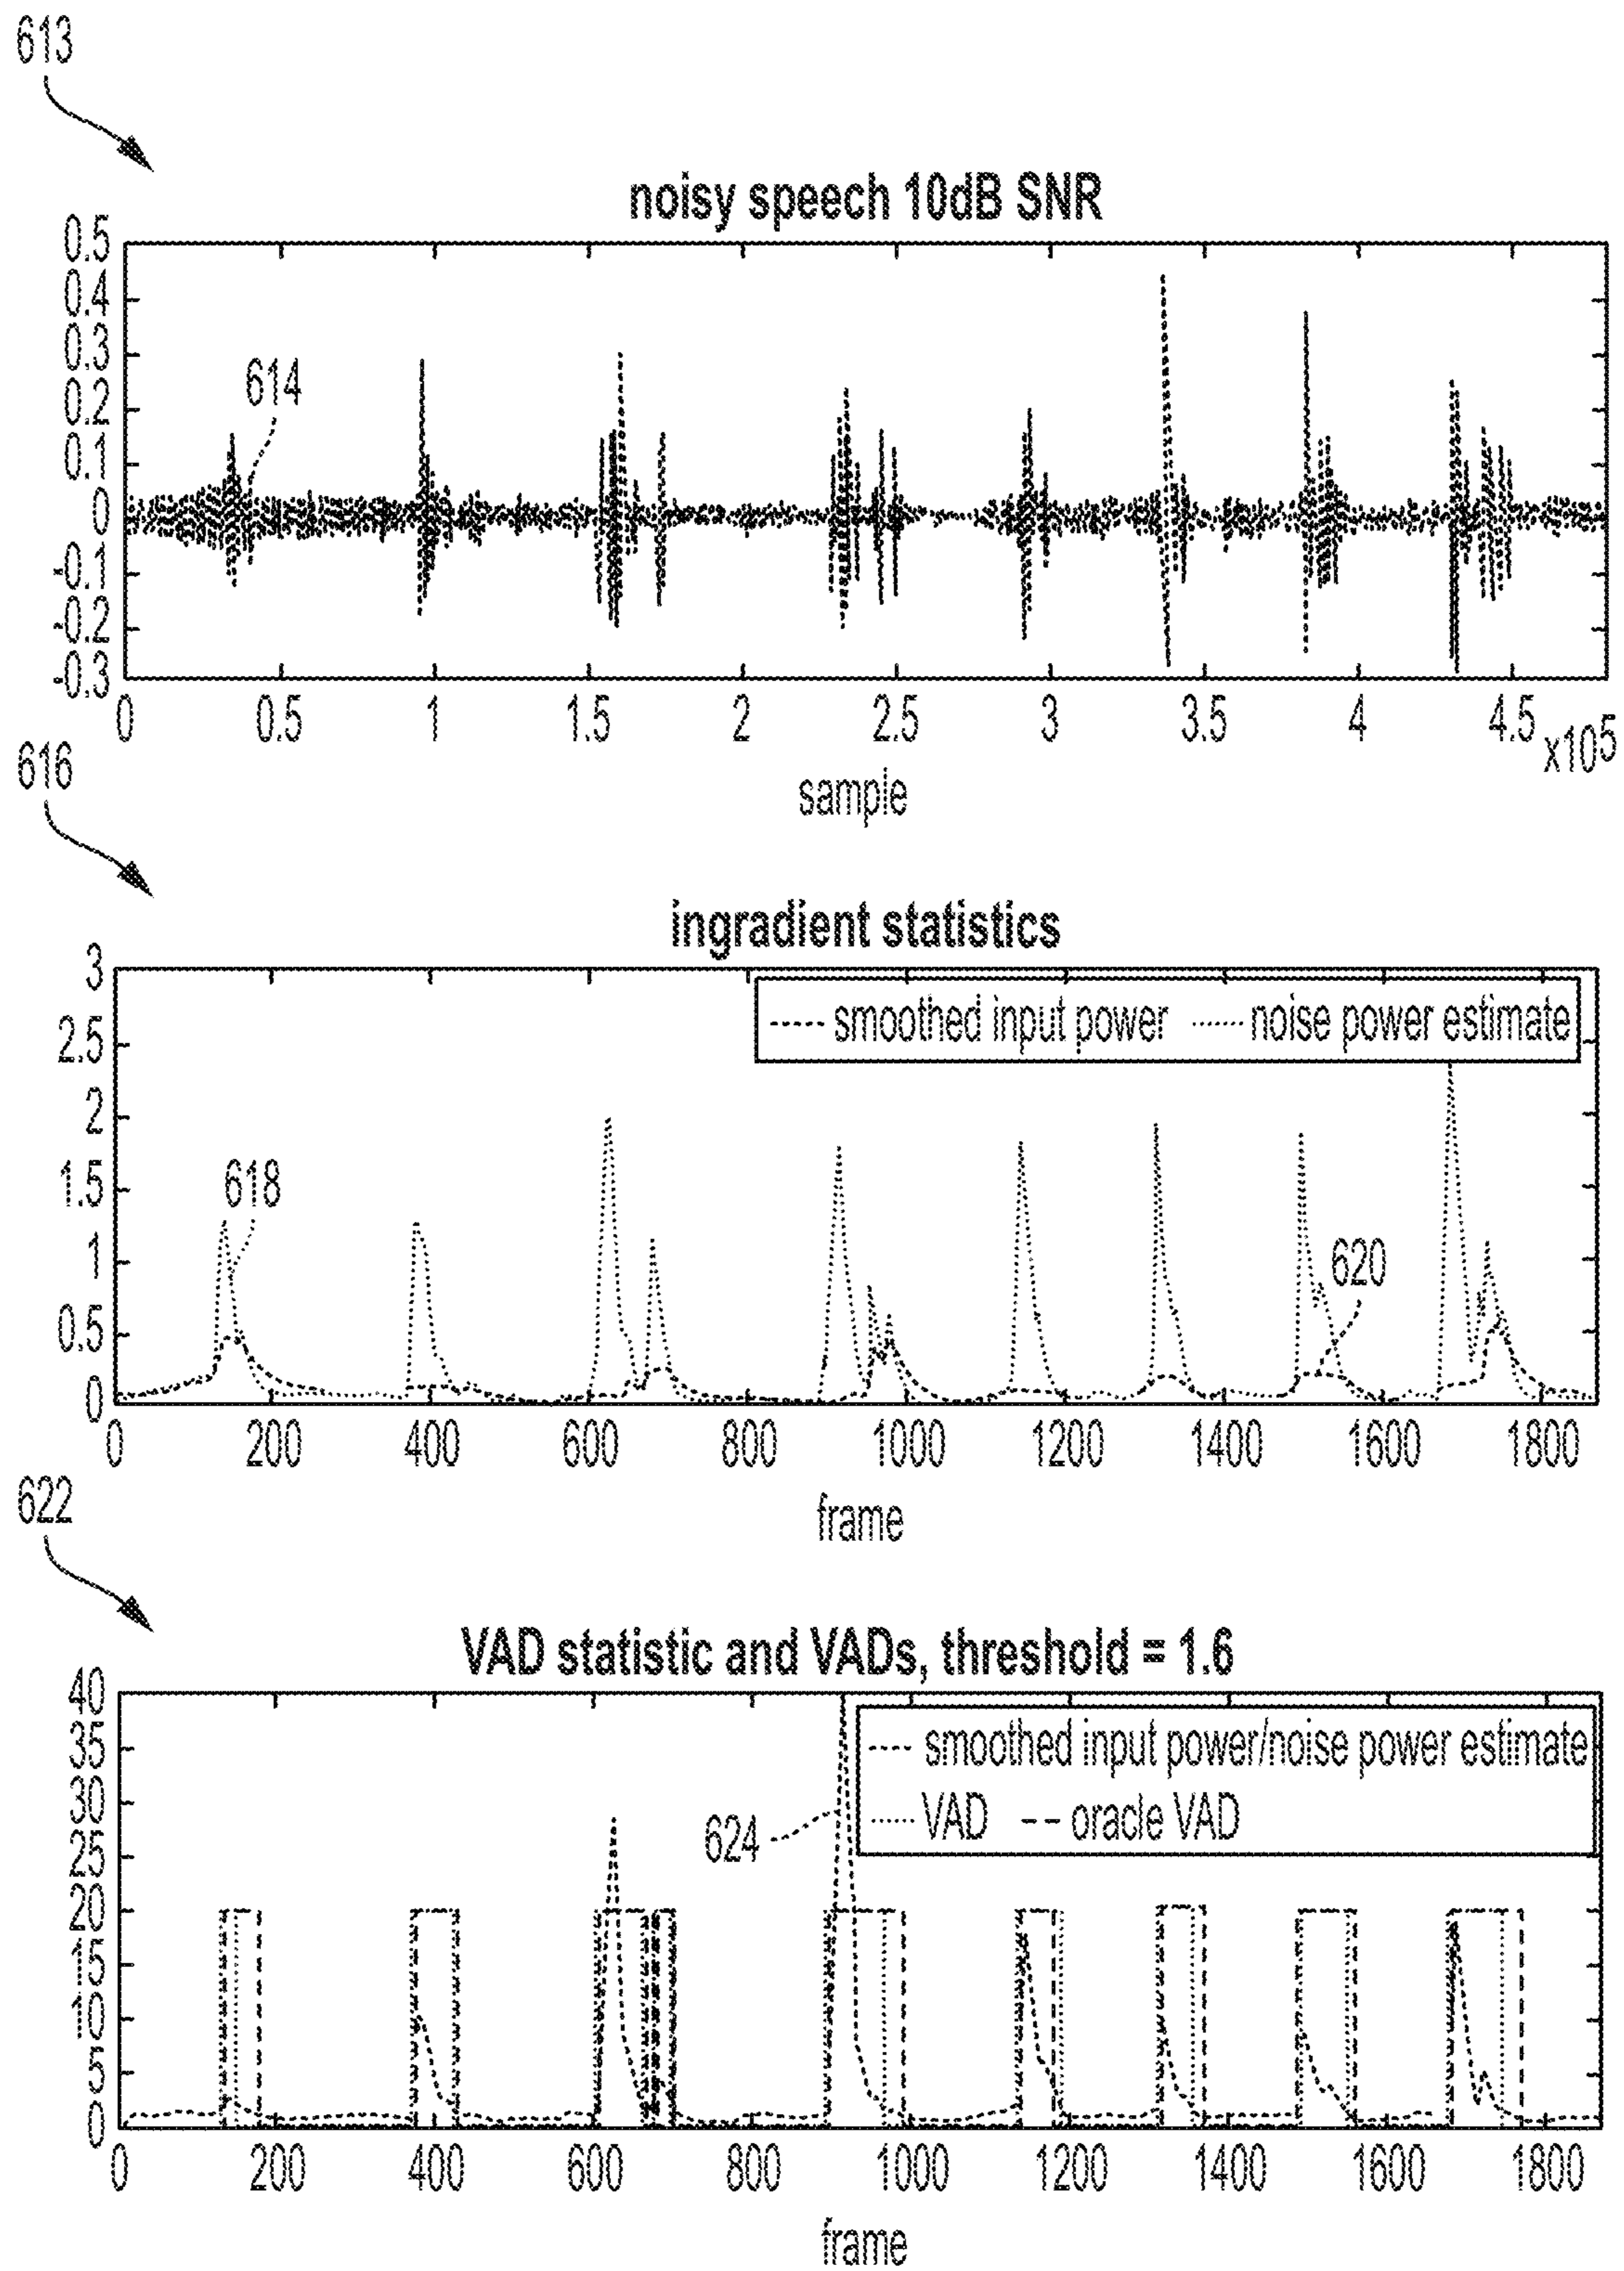 613
noisy speech 10dB SNR
0.5
0.4
0.3
0.2
0.1
0
-0.1
-0.2
-0.3
614
0 0.5 1 1.5 2 2.5 3 3.5 4 4.5 x10⁵
sample
616
ingradient statistics
3
2.5
2
1.5
1
0.5
0
smoothed input power noise power estimate
618
620
0 200 400 600 800 1000 1200 1400 1600 1800
frame
622
VAD statistic and VADs, threshold = 1.6
40
35
30
25
20
15
10
5
0
smoothed input power/noise power estimate
VAD oracle VAD
624
0 200 400 600 800 1000 1200 1400 1600 1800
frame